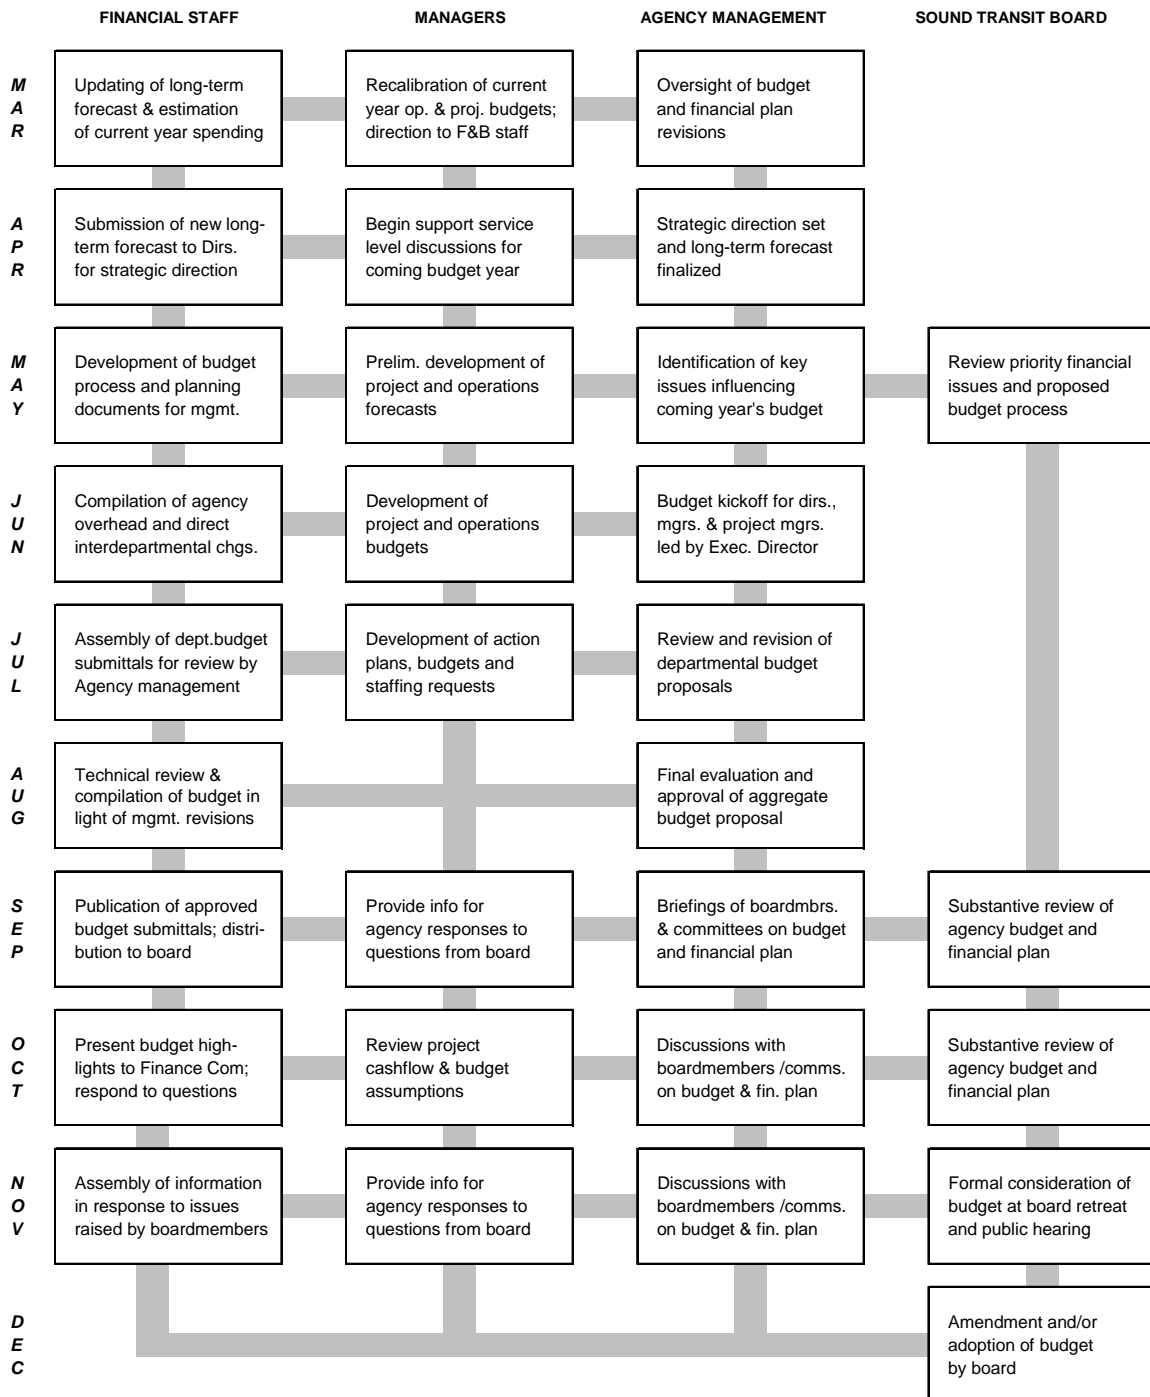 FINANCIAL STAFF
MANAGERS
AGENCY MANAGEMENT
SOUND TRANSIT BOARD
M
A
R
Updating of long-term
forecast & estimation
of current year spending
Recalibration of current
year op. & proj. budgets;
direction to F&B staff
Oversight of budget
and financial plan
revisions
A
P
R
Submission of new long-
term forecast to Dirs.
for strategic direction
Begin support service
level discussions for
coming budget year
Strategic direction set
and long-term forecast
finalized
M
A
Y
Development of budget
process and planning
documents for mgmt.
Prelim. development of
project and operations
forecasts
Identification of key
issues influencing
coming year's budget
Review priority financial
issues and proposed
budget process
J
U
N
Compilation of agency
overhead and direct
interdepartmental chgs.
Development of
project and operations
budgets
Budget kickoff for dirs.,
mgrs. & project mgrs.
led by Exec. Director
J
U
L
Assembly of dept.budget
submittals for review by
Agency management
Development of action
plans, budgets and
staffing requests
Review and revision of
departmental budget
proposals
A
U
G
Technical review &
compilation of budget in
light of mgmt. revisions
Final evaluation and
approval of aggregate
budget proposal
S
E
P
Publication of approved
budget submittals; distri-
bution to board
Provide info for
agency responses to
questions from board
Briefings of boardmbrs.
& committees on budget
and financial plan
Substantive review of
agency budget and
financial plan
O
C
T
Present budget high-
lights to Finance Com;
respond to questions
Review project
cashflow & budget
assumptions
Discussions with
boardmembers /comms.
on budget & fin. plan
Substantive review of
agency budget and
financial plan
N
O
V
Assembly of information
in response to issues
raised by boardmembers
Provide info for
agency responses to
questions from board
Discussions with
boardmembers /comms.
on budget & fin. plan
Formal consideration of
budget at board retreat
and public hearing
D
E
C
Amendment and/or
adoption of budget
by board